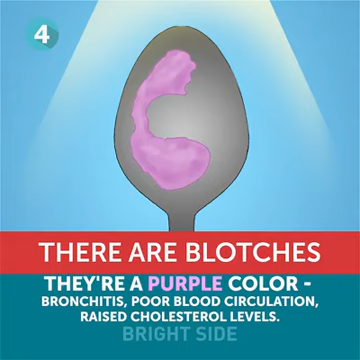 4
THERE ARE BLOTCHES
THEY'RE A PURPLE COLOR -
BRONCHITIS, POOR BLOOD CIRCULATION,
RAISED CHOLESTEROL LEVELS.
BRIGHT SIDE